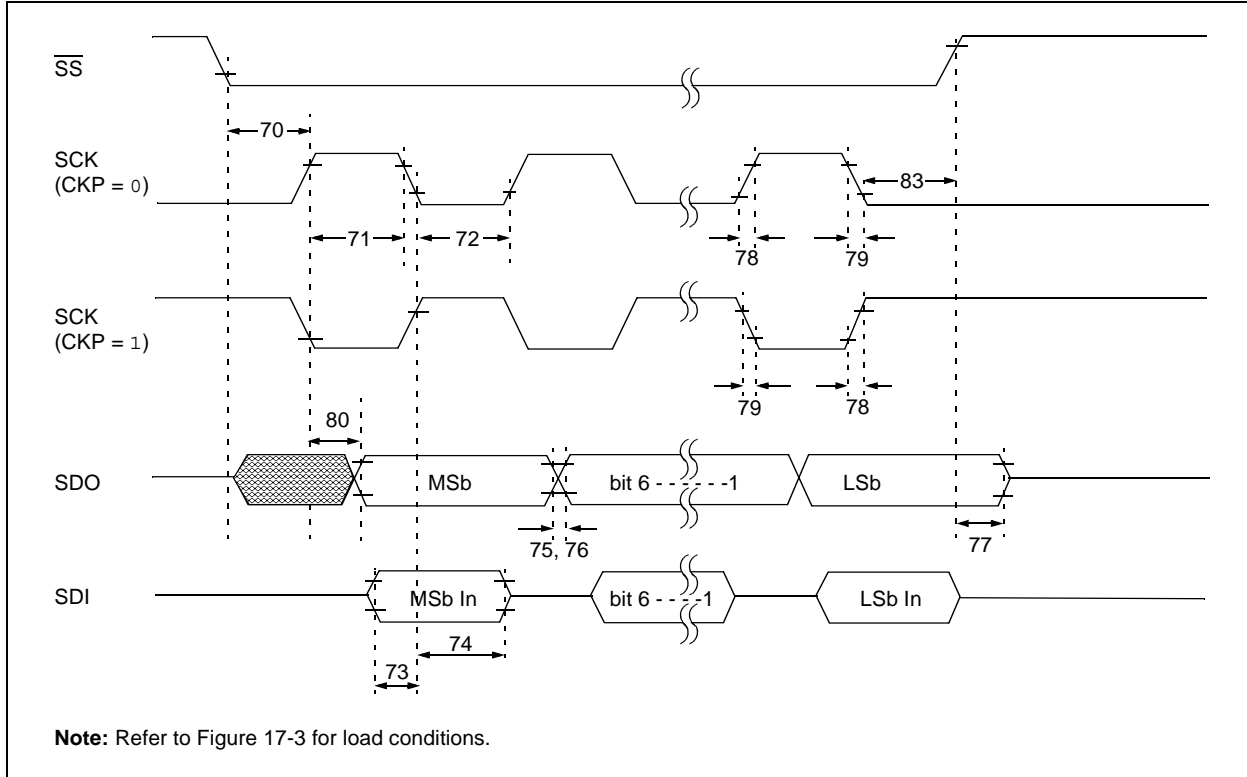 SS
70
SCK
(CKP = 0)
83
71
72
78
79
SCK
(CKP = 1)
79
78
80
SDO
MSb
bit 6 - - - - - -1
LSb
75, 76
77
SDI
MSb In
bit 6 - - - -1
LSb In
74
73
Note: Refer to Figure 17-3 for load conditions.